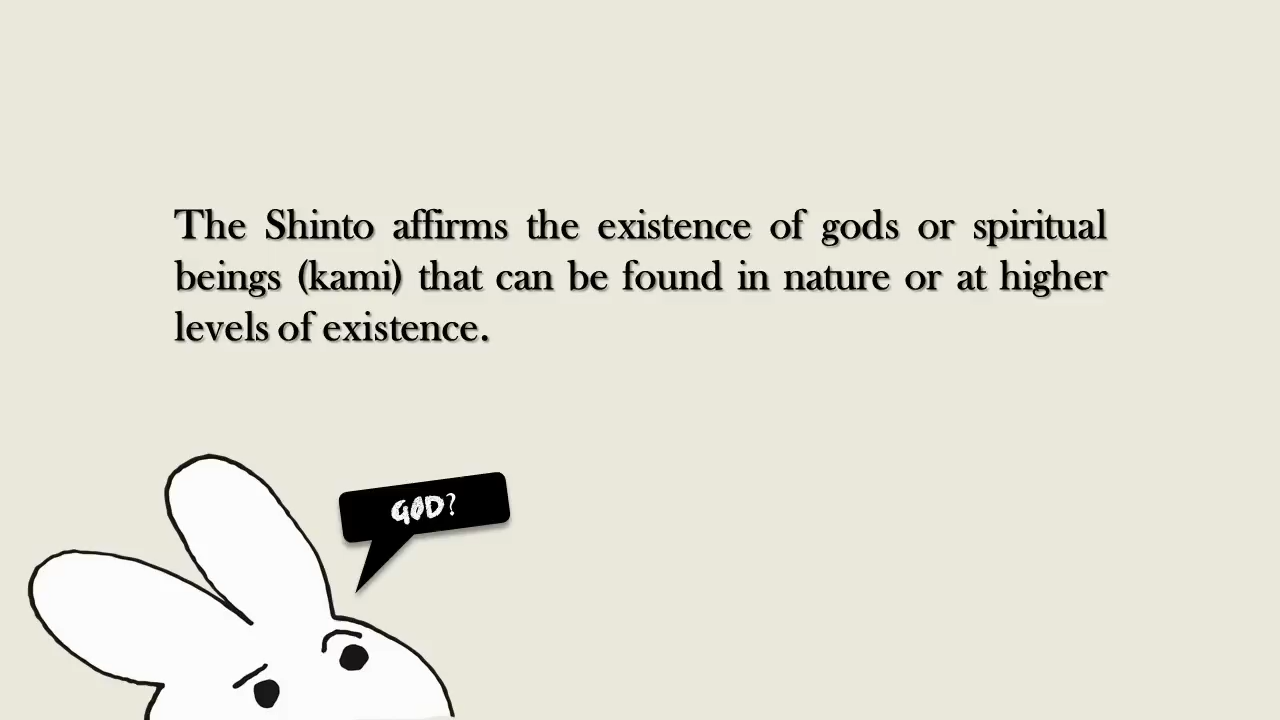 The Shinto affirms the existence of gods or spiritual
beings (kami) that can be found in nature or at higher
levels of existence.
GOD?